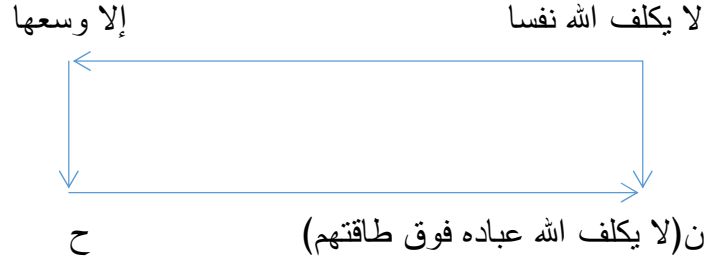 لا يكلف الله نفسا إلا وسعها
ن(لا يكلف الله عباده فوق طاقتهم) ح